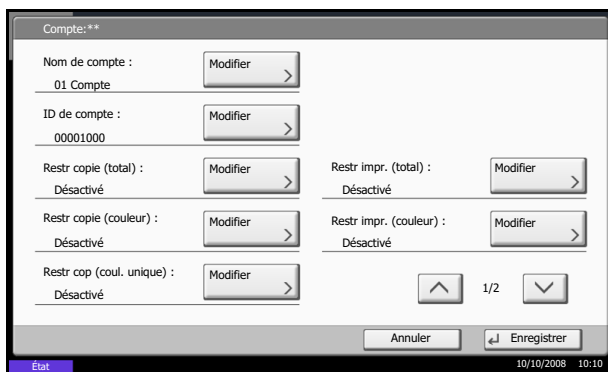 Compte:**
Nom de compte :
01 Compte
Modifier
ID de compte :
00001000
Modifier
Restr copie (total) :
Désactivé
Modifier
Restr impr. (total) :
Désactivé
Modifier
Restr copie (couleur) :
Désactivé
Modifier
Restr impr. (couleur) :
Désactivé
Modifier
Restr cop (coul. unique) :
Désactivé
Modifier
1/2
Annuler
Enregistrer
État
10/10/2008 10:10